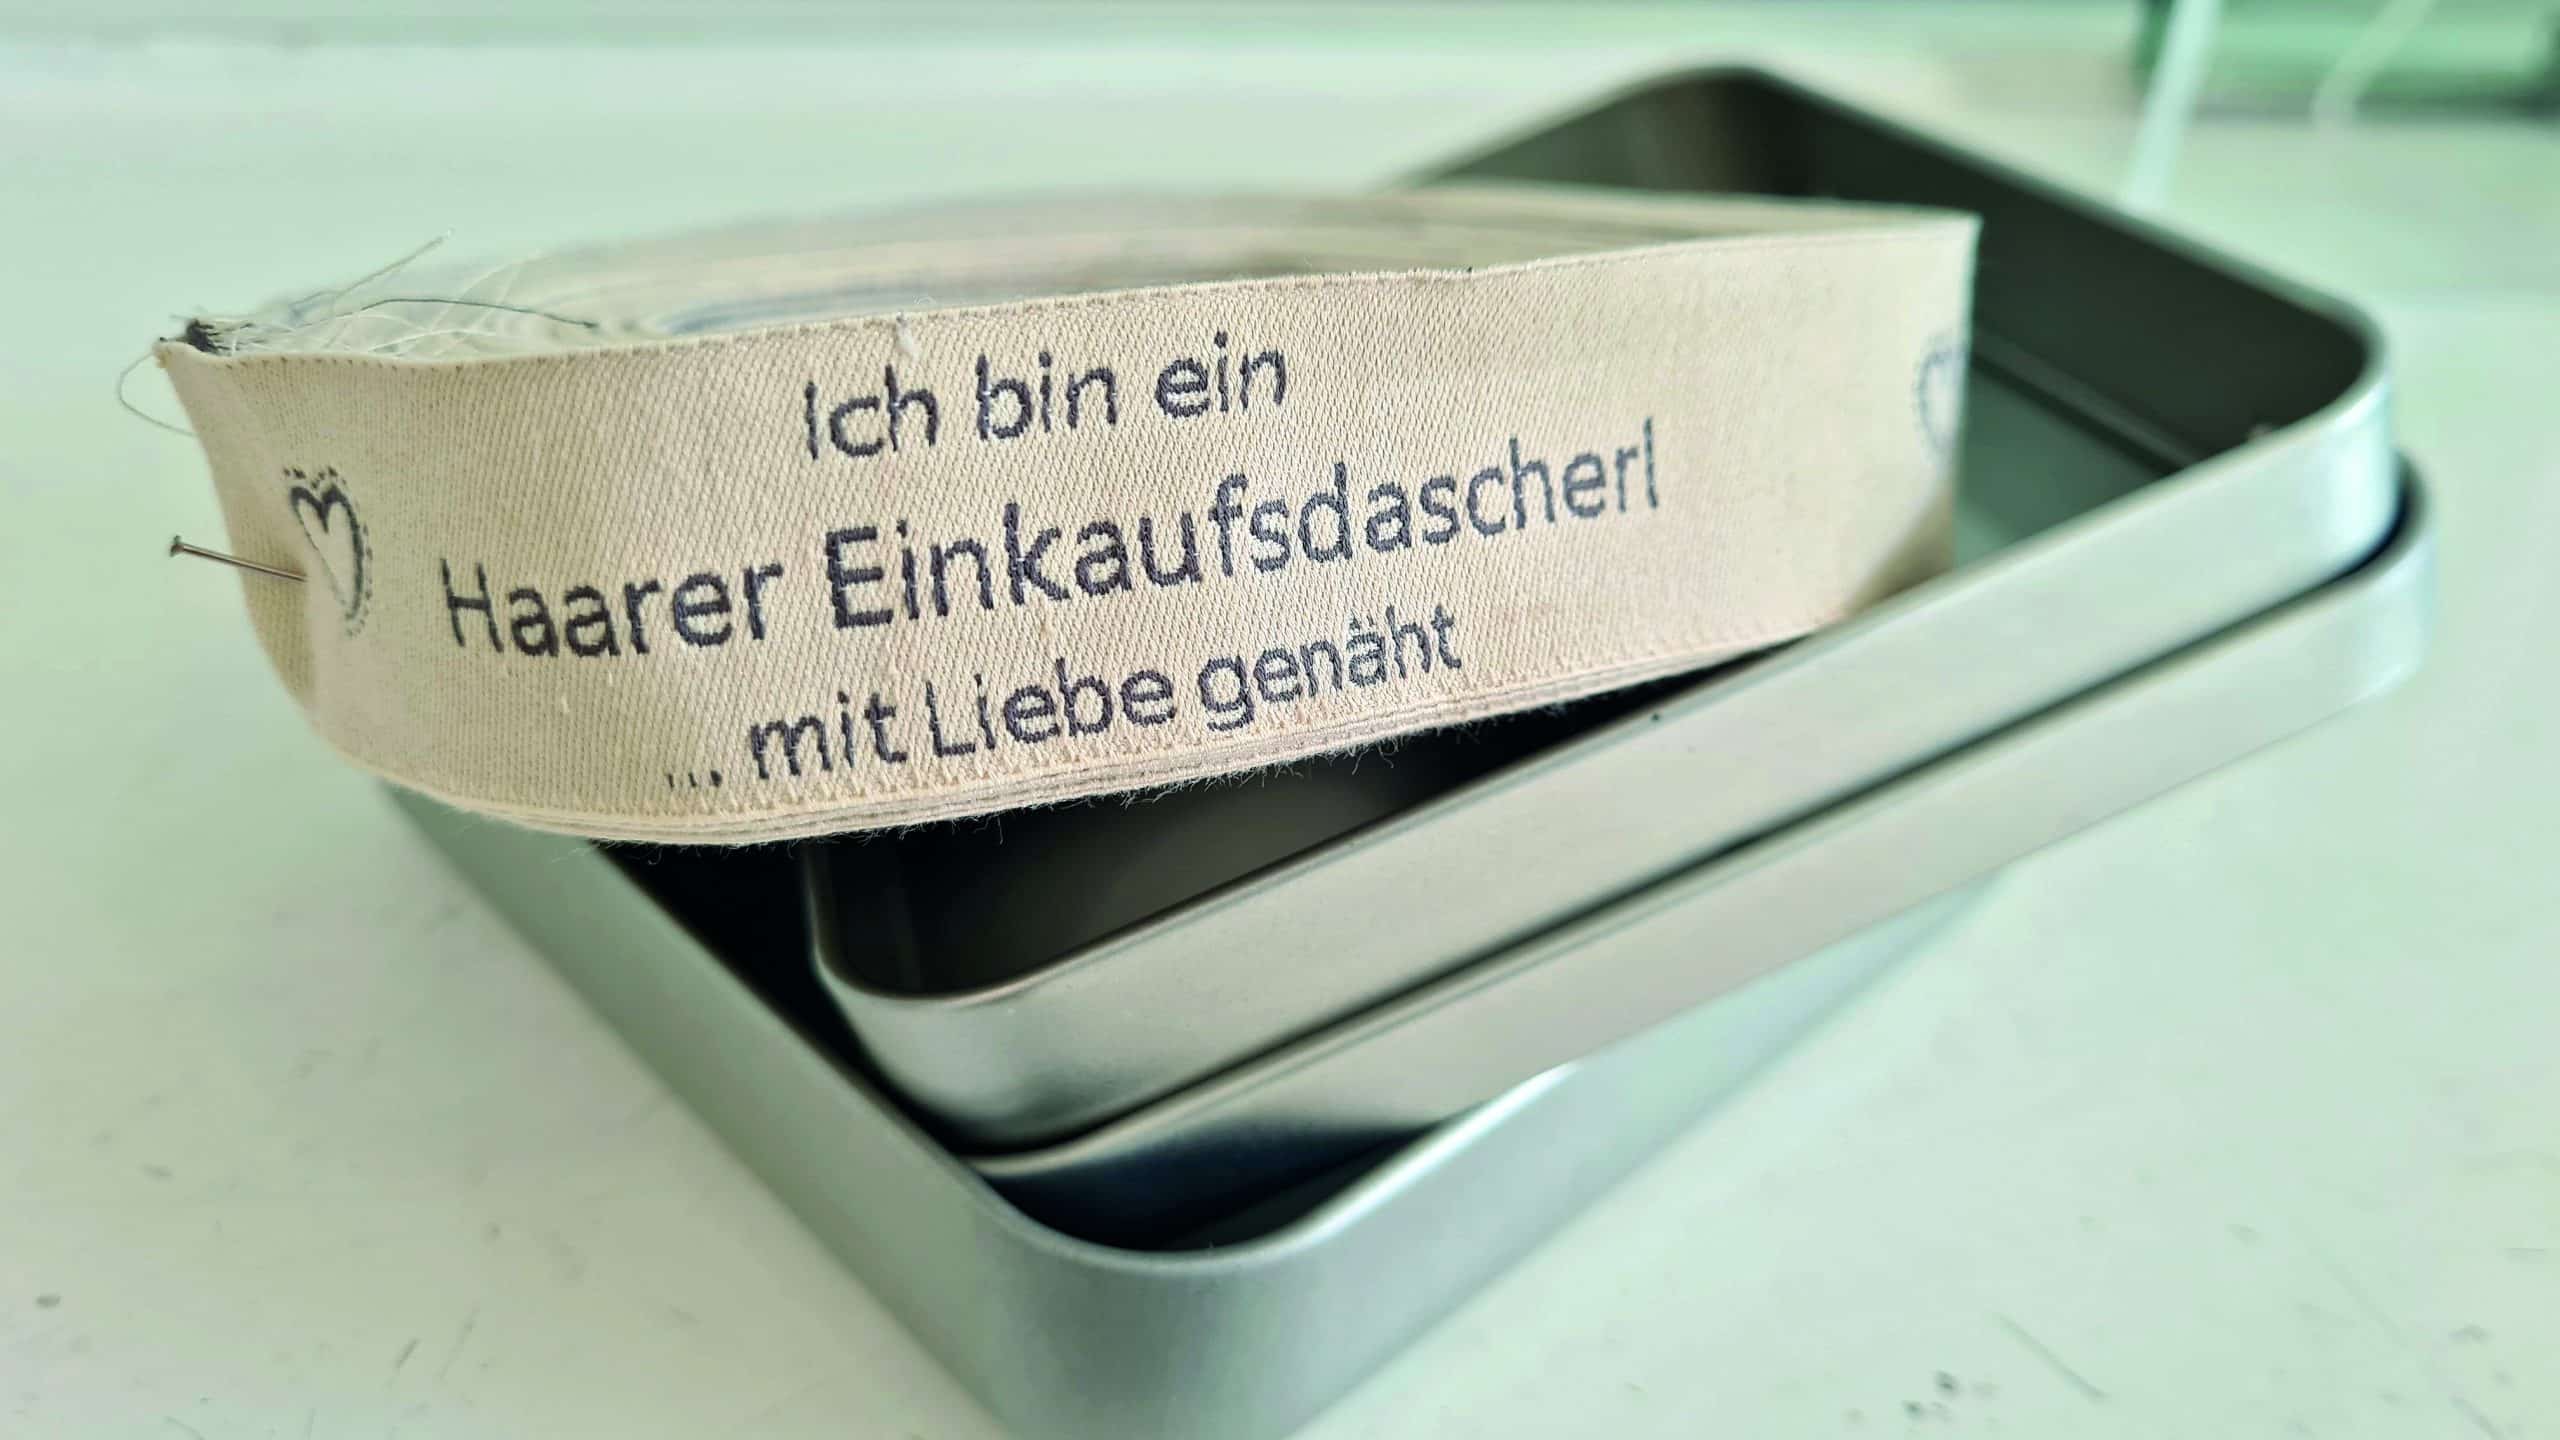 Ich bin ein
Haarer Einkaufsdascherl
... mit Liebe genäht